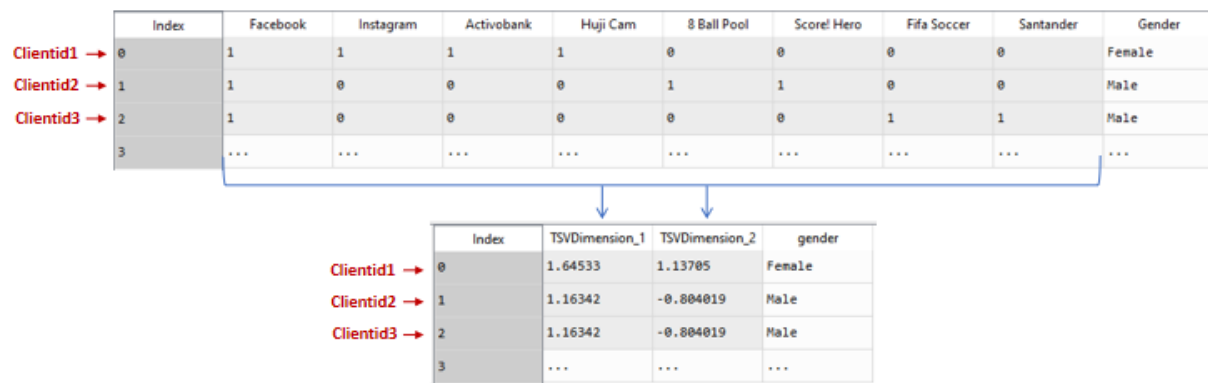 Index Facebook Instagram Activobank Huji Cam 8 Ball Pool Score! Hero Fifa Soccer Santander Gender
Clientid1 → 0 1 1 1 1 0 0 0 0 Female
Clientid2 → 1 1 0 0 0 1 1 0 0 Male
Clientid3 → 2 1 0 0 0 0 0 1 1 Male
3 ... ... ... ... ... ... ... ... ...
Index TSVDimension_1 TSVDimension_2 gender
Clientid1 → 0 1.64533 1.13705 Female
Clientid2 → 1 1.16342 -0.804019 Male
Clientid3 → 2 1.16342 -0.804019 Male
3 ... ... ...